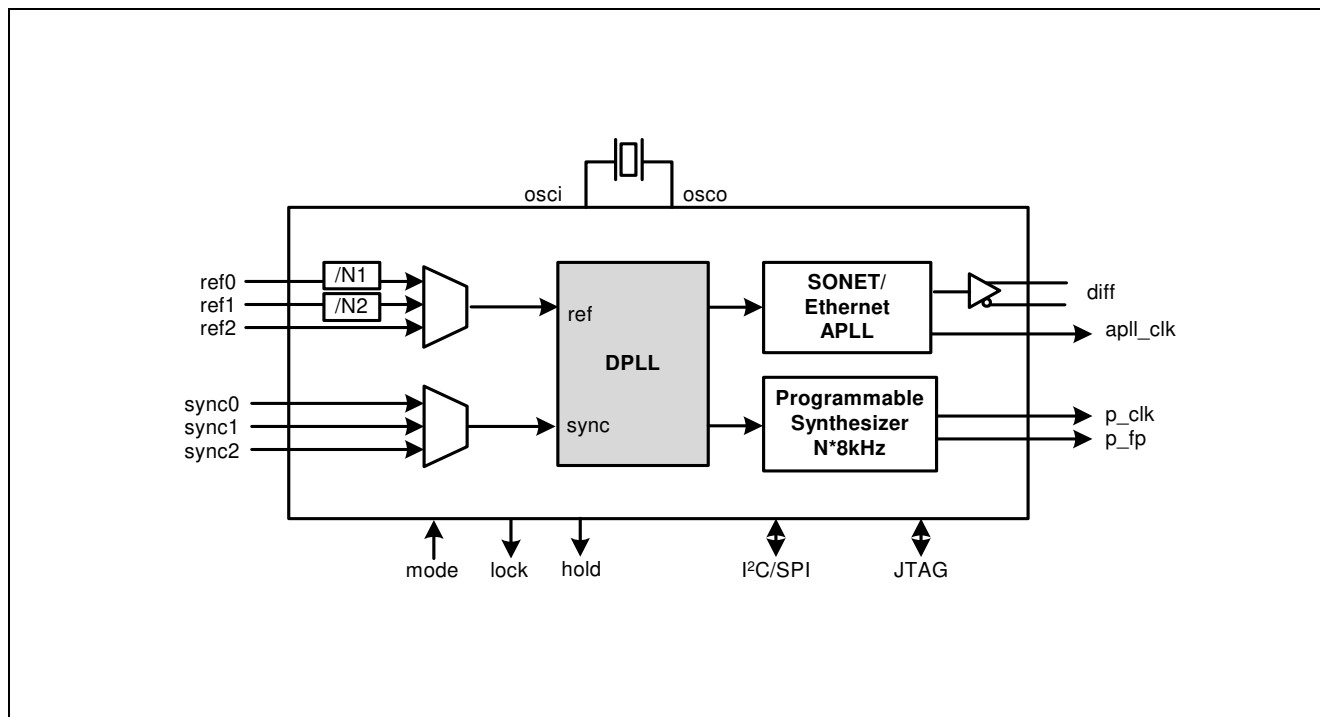 osci
osco
ref0
/N1
ref1
/N2
ref2
ref
DPLL
sync
SONET/
Ethernet
APLL
diff
apll_clk
sync0
sync1
sync2
Programmable
Synthesizer
N*8kHz
p_clk
p_fp
mode
lock
hold
I²C/SPI
JTAG